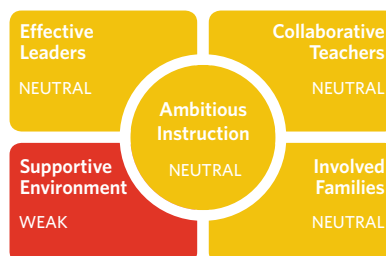 Effective
Leaders
NEUTRAL
Collaborative
Teachers
NEUTRAL
Ambitious
Instruction
NEUTRAL
Supportive
Environment
WEAK
Involved
Families
NEUTRAL